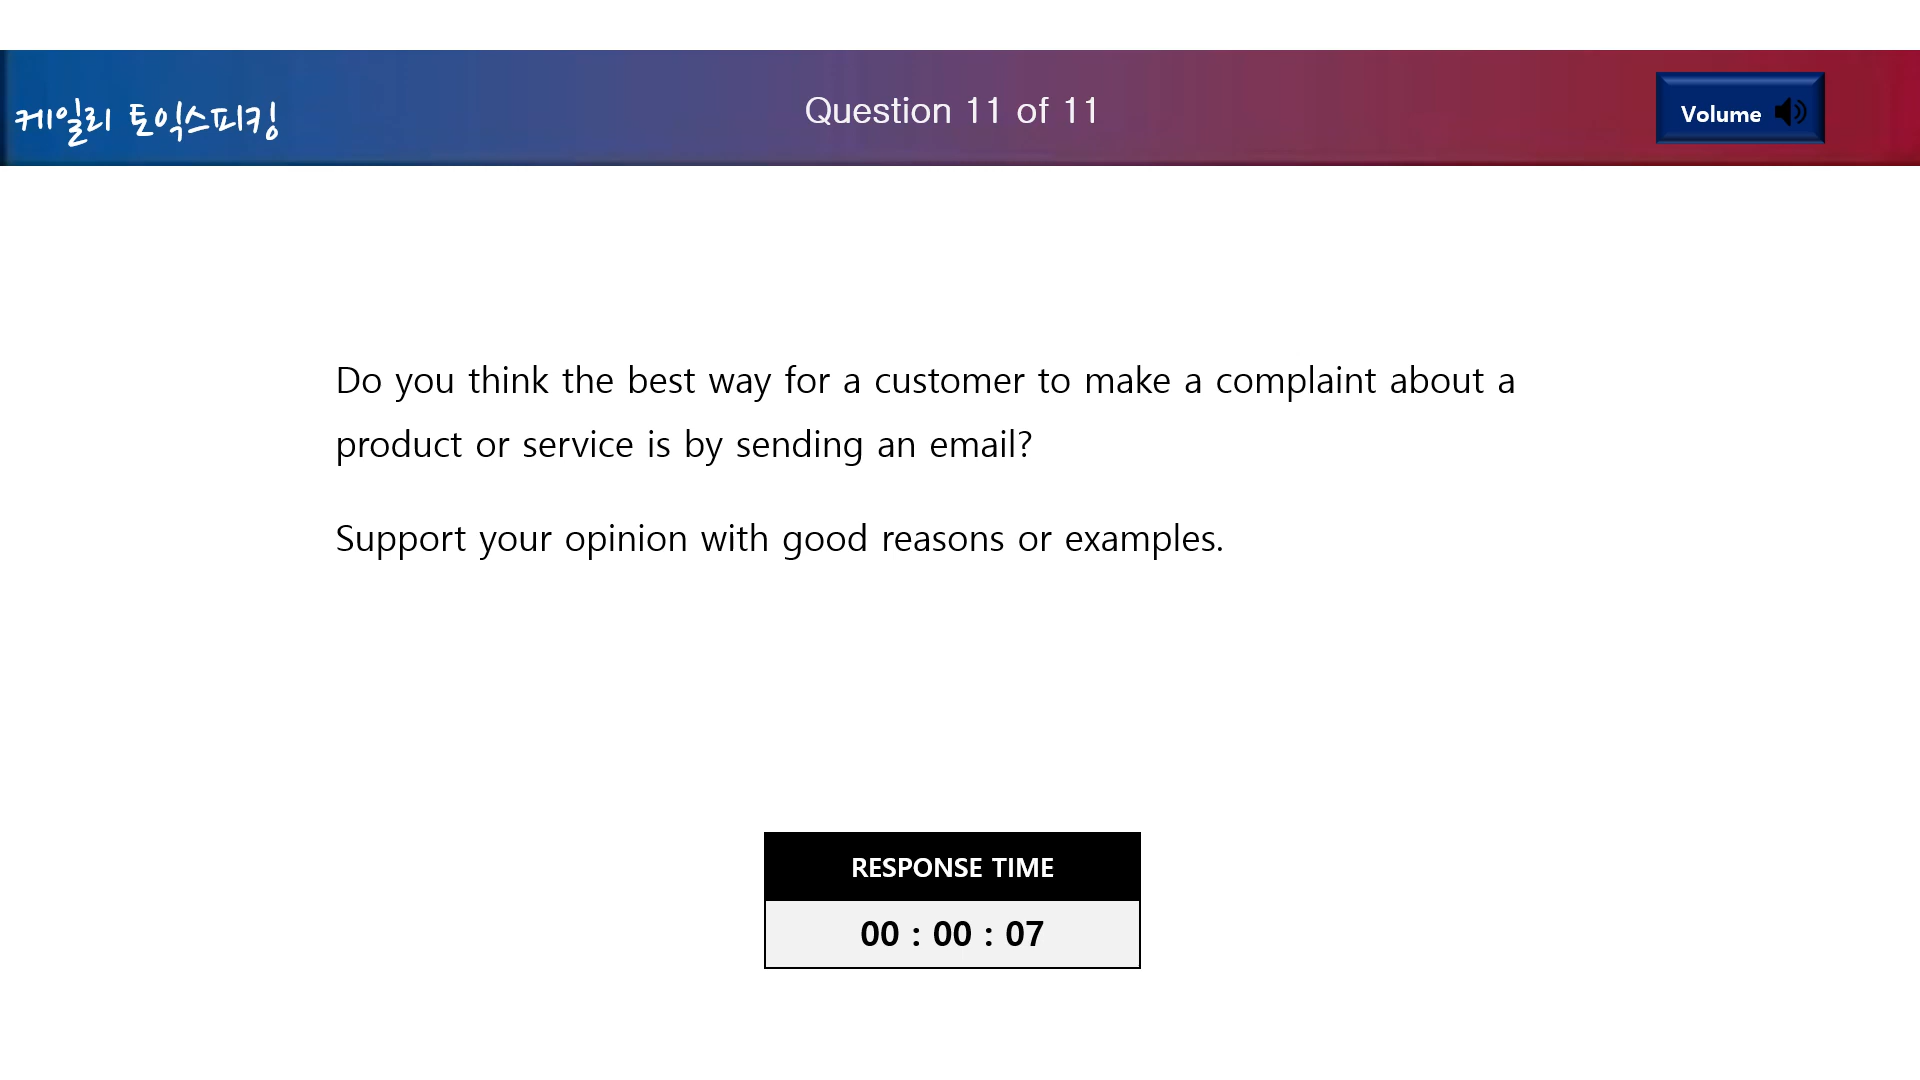 케일리 토익스피킹
Question 11 of 11
Volume
Do you think the best way for a customer to make a complaint about a
product or service is by sending an email?
Support your opinion with good reasons or examples.
RESPONSE TIME
00 : 00 : 07